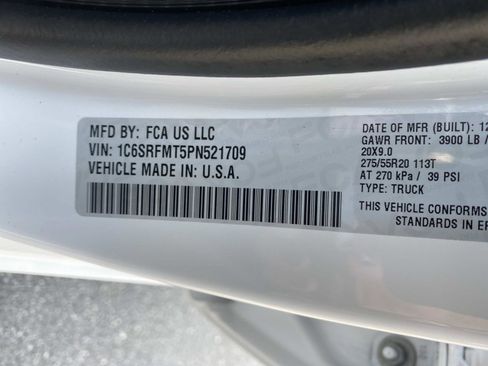 MFD BY: FCA US LLC
VIN: 1C6SRFMT5PN521709
VEHICLE MADE IN: U.S.A.
DATE OF MFR (BUILT): 12
GAWR FRONT: 3900 LB /
20X9.0
275/55R20 113T
AT 270 kPa / 39 PSI
TYPE: TRUCK
THIS VEHICLE CONFORMS
STANDARDS IN